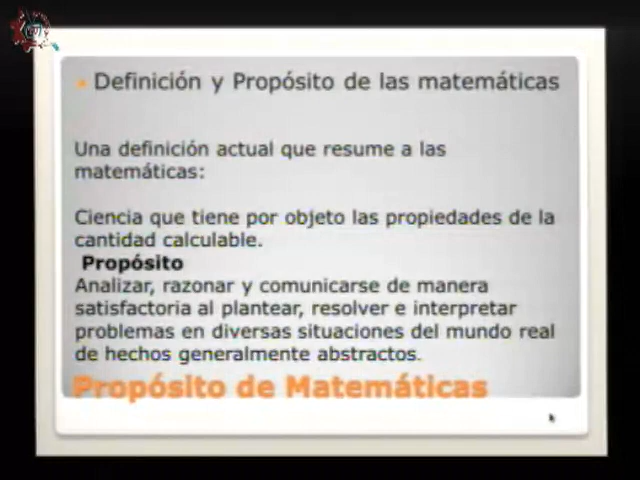 Definición y Propósito de las matemáticas
Una definición actual que resume a las
matemáticas:
Ciencia que tiene por objeto las propiedades de la
cantidad calculable.
Propósito
Analizar, razonar y comunicarse de manera
satisfactoria al plantear, resolver e interpretar
problemas en diversas situaciones del mundo real
de hechos generalmente abstractos.
Propósito de Matemáticas